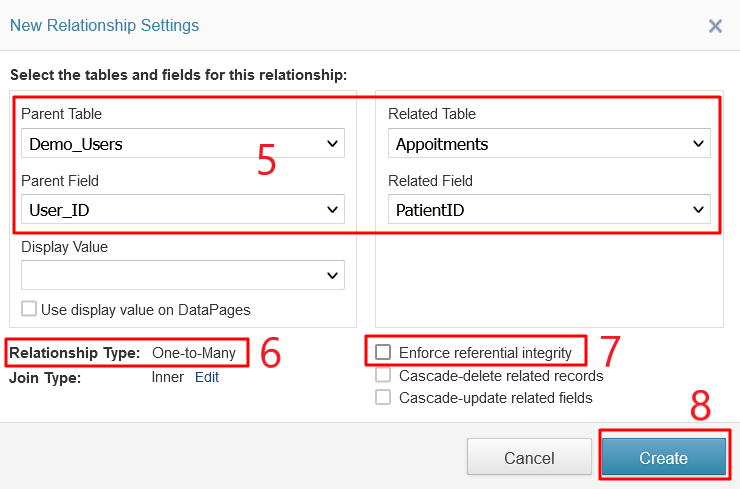 New Relationship Settings
Select the tables and fields for this relationship:
Parent Table
Demo_Users
Parent Field
User_ID
Display Value
Use display value on DataPages
5
Related Table
Appoitments
Related Field
PatientID
Relationship Type: One-to-Many
6
Join Type: Inner Edit
Enforce referential integrity
7
Cascade-delete related records
Cascade-update related fields
8
Cancel
Create